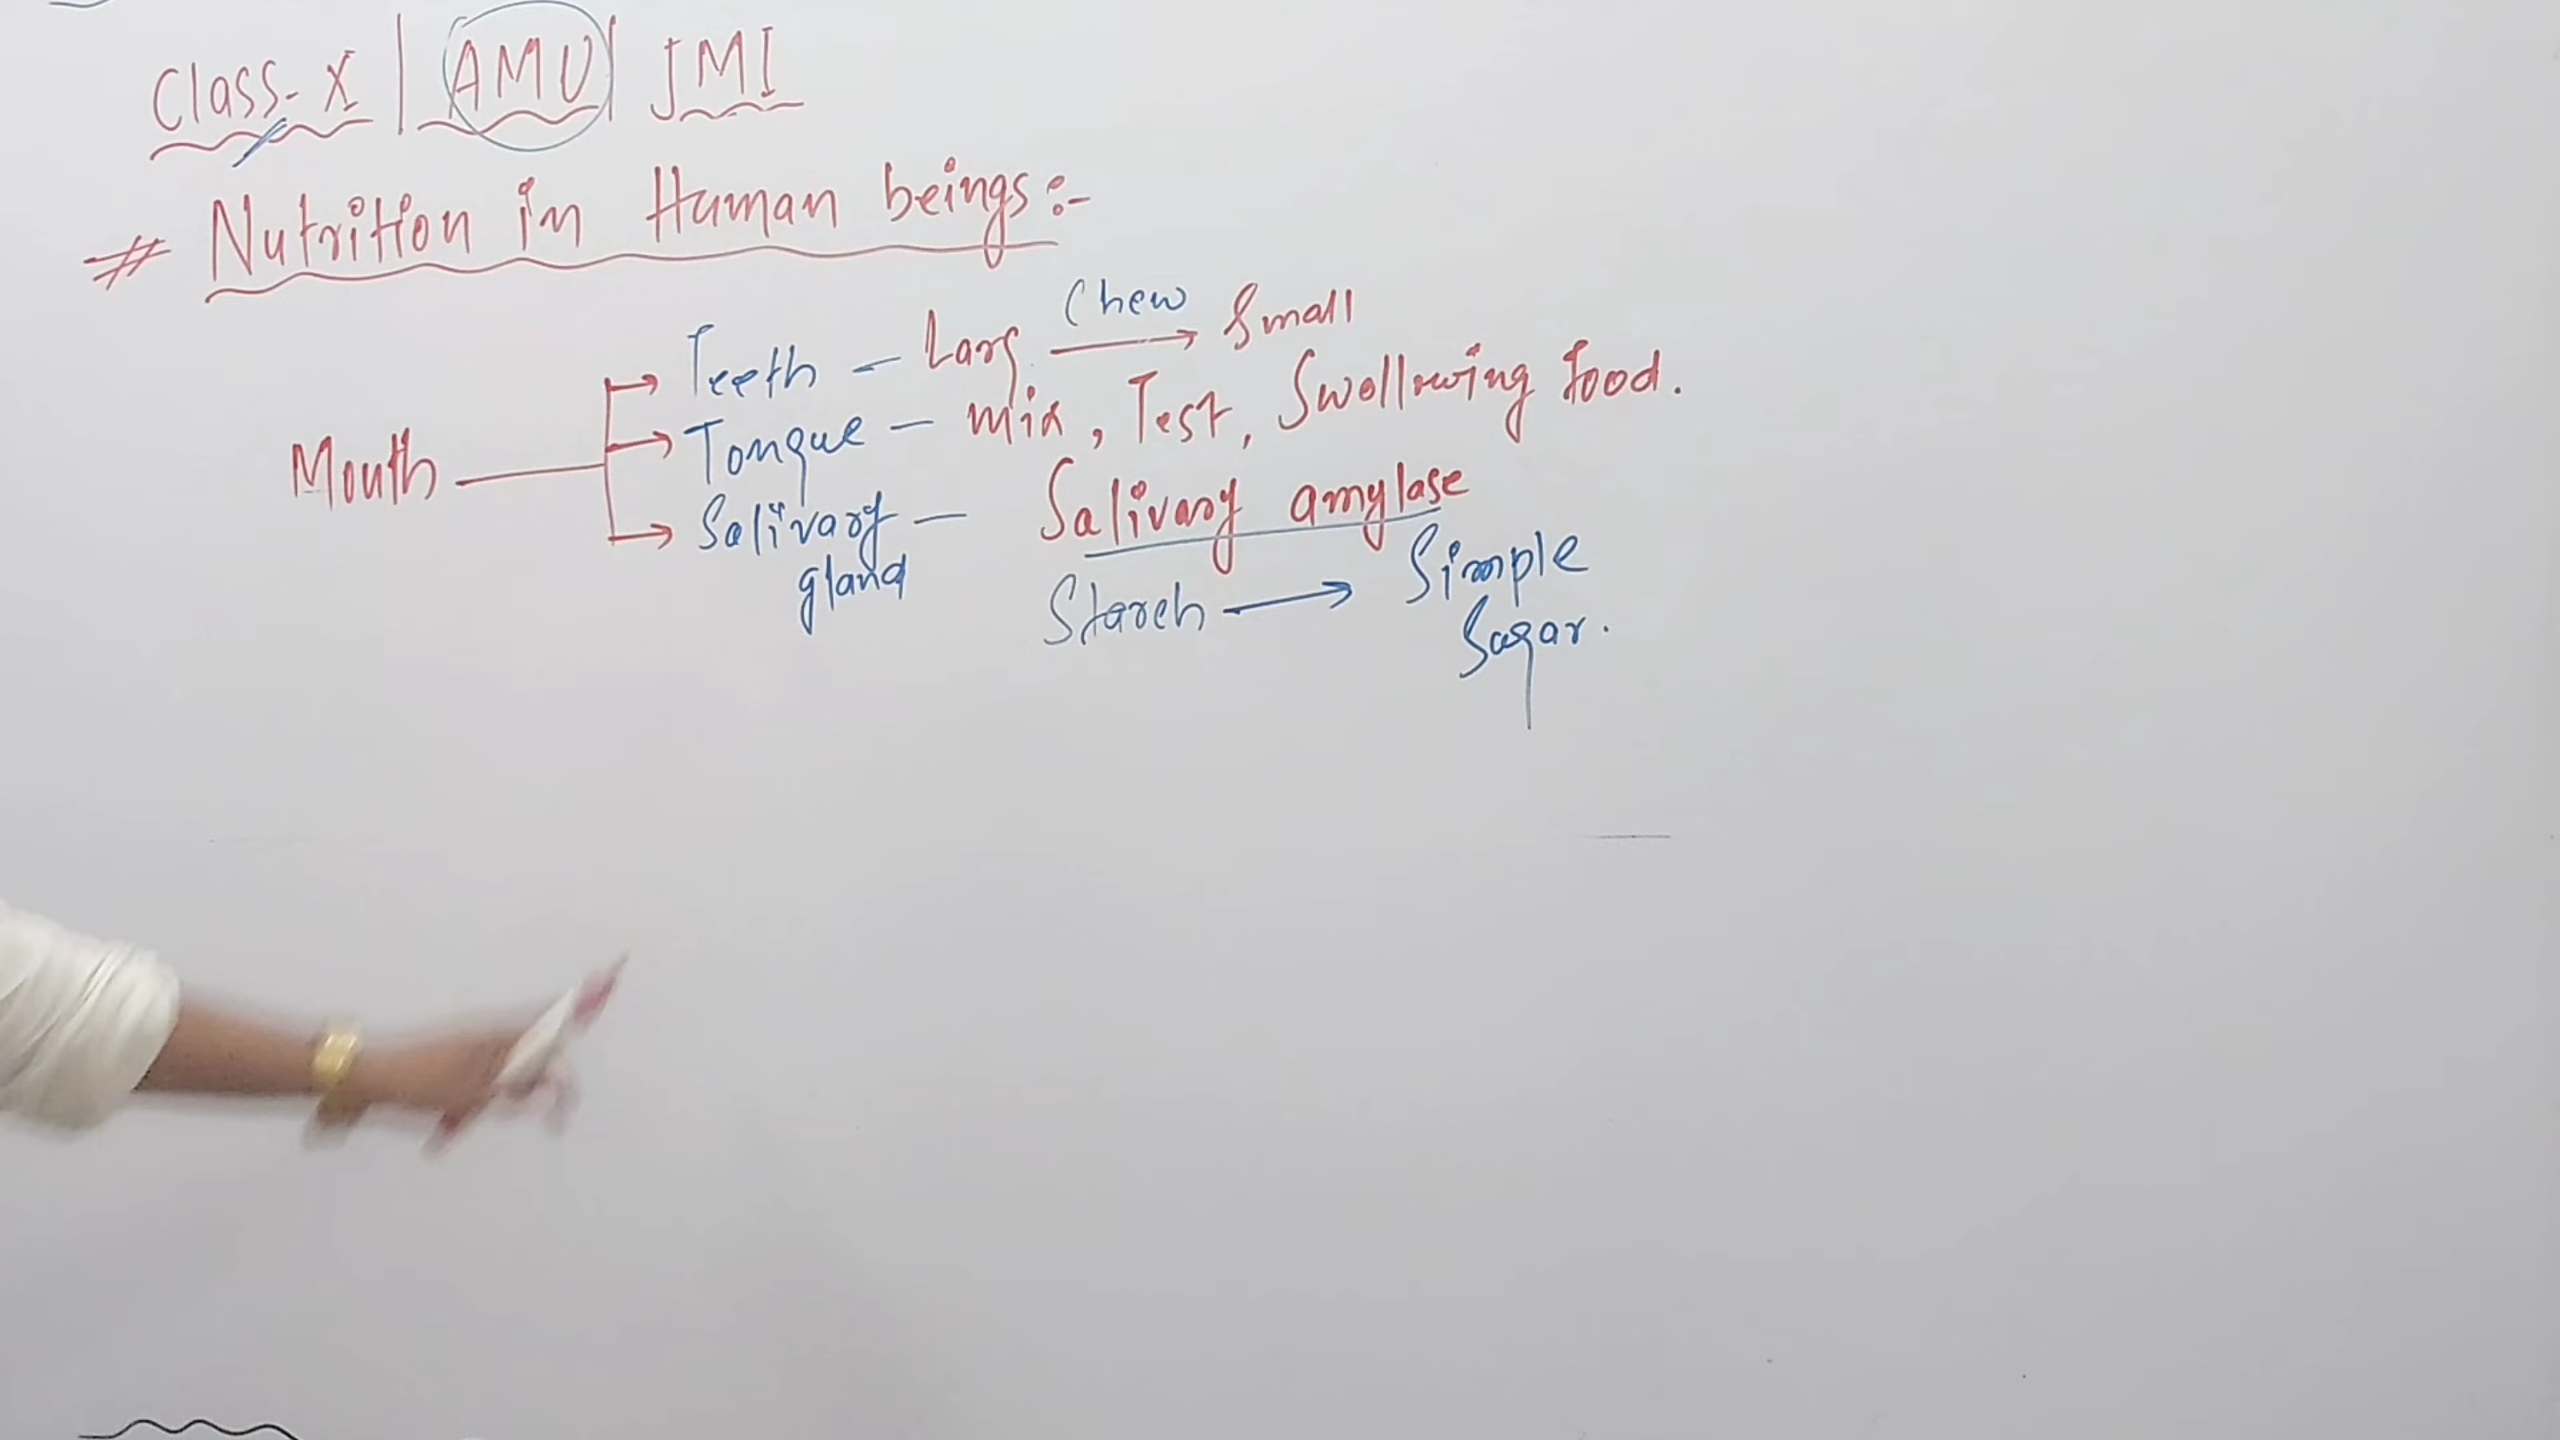 Class-X | AMU | JMI
# Nutrition in Human beings:-
Teeth - Larg Chew → Small
Mouth → Tongue - mix, Test, Swollowing food.
Salivary gland - Salivary amylase
Starch → Simple Sugar.